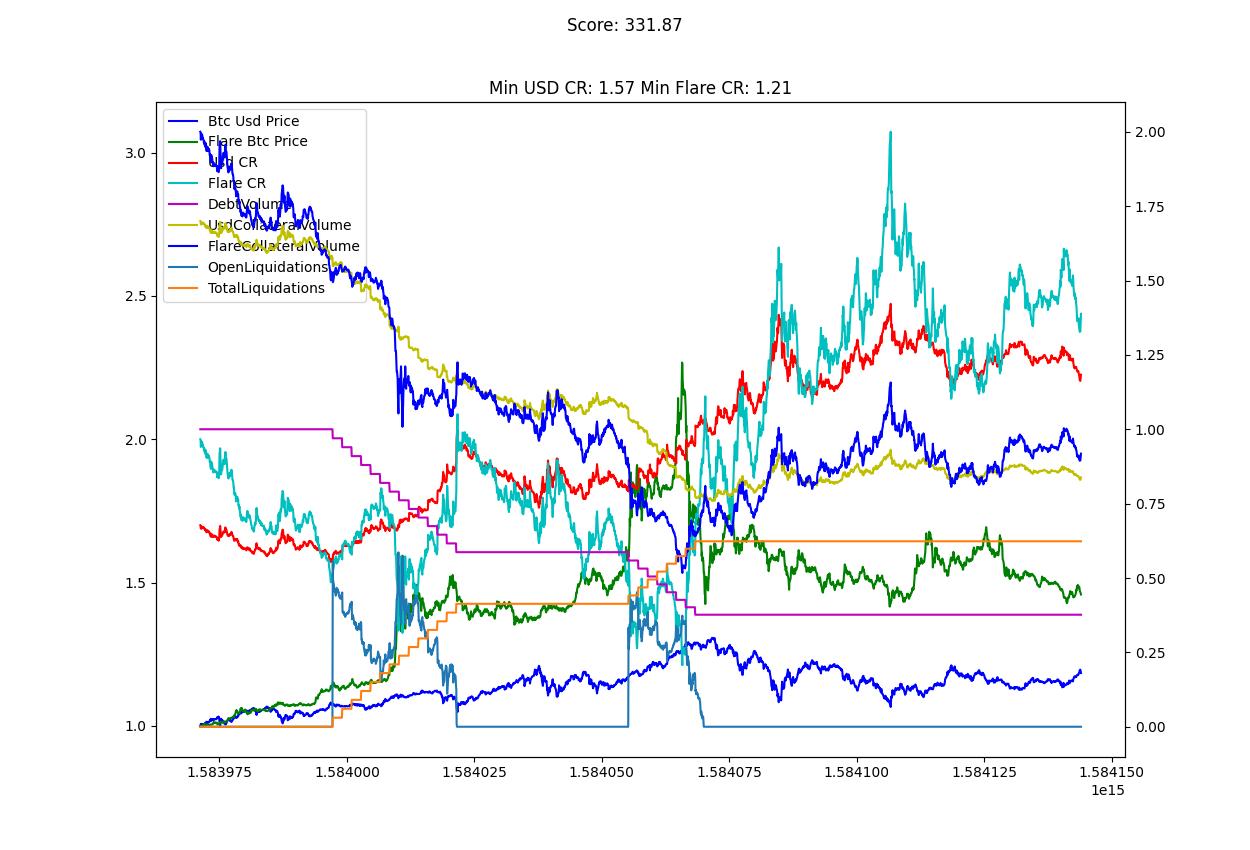 Score: 331.87
Min USD CR: 1.57 Min Flare CR: 1.21
Btc Usd Price
Flare Btc Price
Usd CR
Flare CR
DebtVolume
UsdCollateralVolume
FlareCollateralVolume
OpenLiquidations
TotalLiquidations
3.0
2.5
2.0
1.5
1.0
2.00
1.75
1.50
1.25
1.00
0.75
0.50
0.25
0.00
1.583975 1.584000 1.584025 1.584050 1.584075 1.584100 1.584125 1.584150
1e15